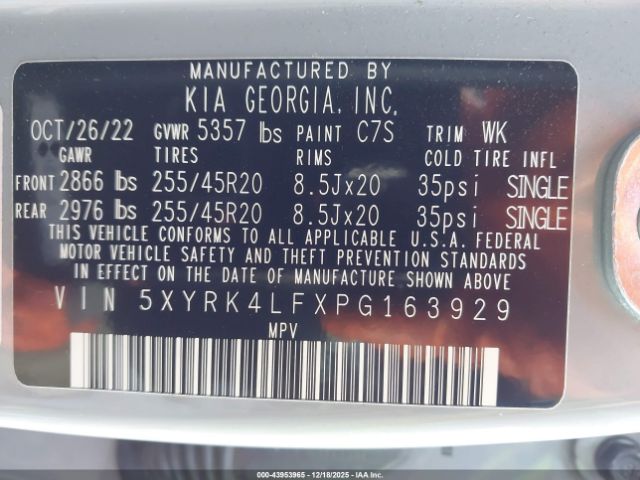 MANUFACTURED BY
KIA GEORGIA, INC.
OCT/26/22 GVWR 5357 lbs PAINT C7S TRIM WK
GAWR TIRES RIMS COLD TIRE INFL
FRONT 2866 lbs 255/45R20 8.5Jx20 35psi SINGLE
REAR 2976 lbs 255/45R20 8.5Jx20 35psi SINGLE
THIS VEHICLE CONFORMS TO ALL APPLICABLE U.S.A. FEDERAL
MOTOR VEHICLE SAFETY AND THEFT PREVENTION STANDARDS
IN EFFECT ON THE DATE OF MANUFACTURE SHOWN ABOVE
VIN 5XYRK4LFXPG163929
MPV
000-43953965 - 12/18/2025 - IAA Inc.